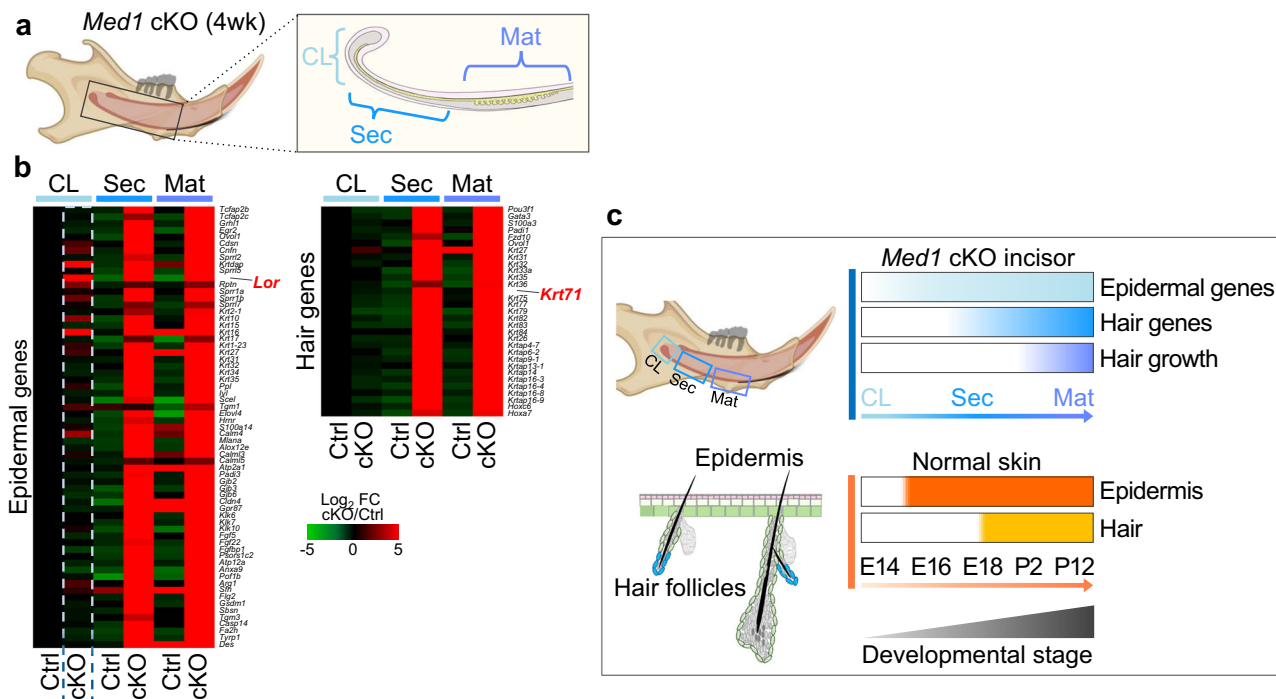 a
Med1 cKO (4wk)
CL
Sec
Mat
b
CL Sec Mat
Epidermal genes
Tcfap2b
Tcfap2c
Grhl1
Egr2
Ovol1
Cdsn
Cnfn
Sprrl2
Krtdap
Sprrl5
Lor
Rptn
Sprr1a
Sprr1b
Sprrl7
Krt2-1
Krt10
Krt15
Krt16
Krt17
Krt1-23
Krt27
Krt31
Krt32
Krt34
Krt35
Ppl
Ivl
Scel
Tgm1
Elovl4
Hrnr
S100a14
Calm4
Mlana
Alox12e
Calml3
Calml5
Atp2a1
Padi3
Gjb2
Gjb3
Gjb6
Cldn4
Gpr87
Klk6
Klk7
Klk10
Fgf5
Fgf22
Fgfbp1
Psors1c2
Atp12a
Anxa9
Pof1b
Arg1
Sfn
Flg2
Gsdm1
Sbsn
Tgm3
Casp14
Fa2h
Tyrp1
Des
Ctrl cKO Ctrl cKO Ctrl cKO
CL Sec Mat
Hair genes
Pou3f1
Gata3
S100a3
Padi1
Fzd10
Ovol1
Krt27
Krt31
Krt32
Krt33a
Krt35
Krt36
Krt71
Krt75
Krt77
Krt79
Krt82
Krt83
Krt84
Krt26
Krtap4-7
Krtap6-2
Krtap9-1
Krtap13-1
Krtap14
Krtap16-3
Krtap16-4
Krtap16-8
Krtap16-9
Hoxc6
Hoxa7
Ctrl cKO Ctrl cKO Ctrl cKO
Log2 FC
cKO/Ctrl
-5 0 5
c
Med1 cKO incisor
Epidermal genes
Hair genes
Hair growth
CL Sec Mat
CL
Sec
Mat
Normal skin
Epidermis
Hair
E14 E16 E18 P2 P12
Developmental stage
Epidermis
Hair follicles